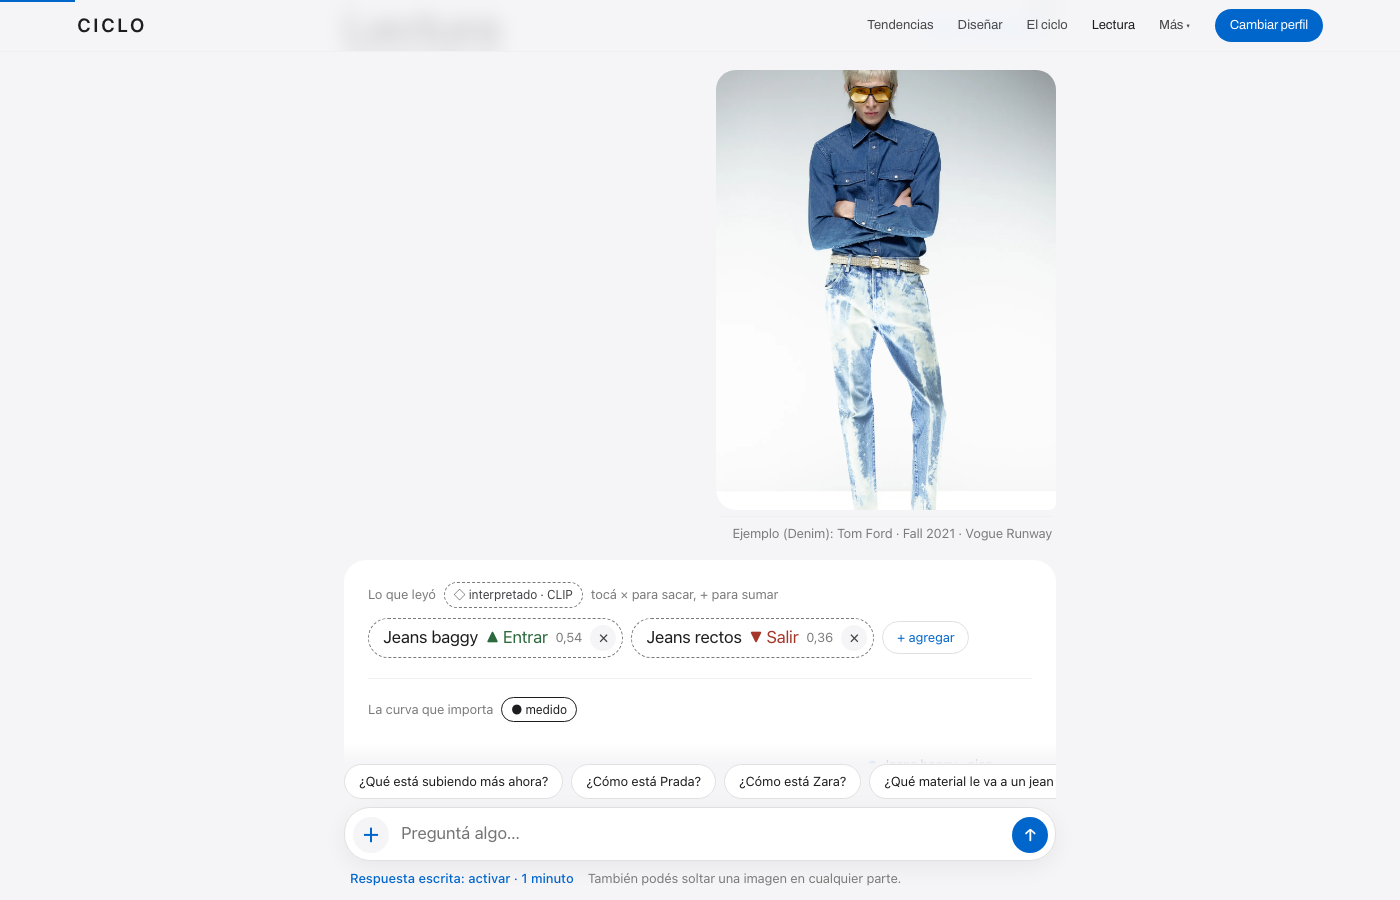 CICLO
Tendencias
Diseñar
El ciclo
Lectura
Más
Cambiar perfil
Ejemplo (Denim): Tom Ford · Fall 2021 · Vogue Runway
Lo que leyó ◇ interpretado · CLIP tocá × para sacar, + para sumar
Jeans baggy ▲ Entrar 0,54 ×
Jeans rectos ▼ Salir 0,36 ×
+ agregar
La curva que importa ● medido
¿Qué está subiendo más ahora?
¿Cómo está Prada?
¿Cómo está Zara?
¿Qué material le va a un jean
Preguntá algo...
Respuesta escrita: activar · 1 minuto
También podés soltar una imagen en cualquier parte.